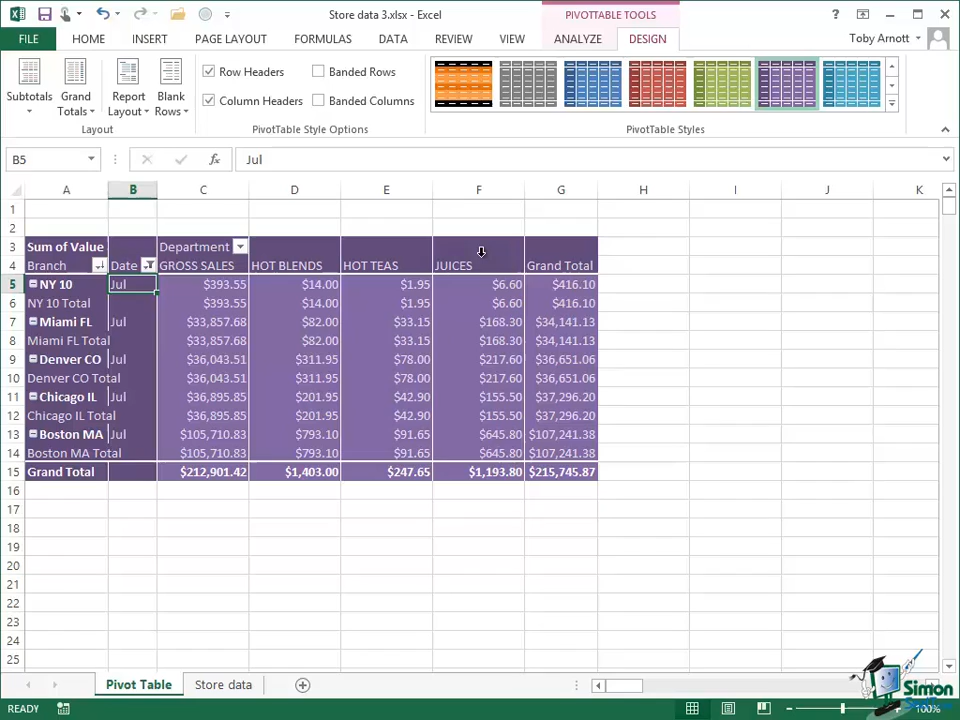 Store data 3.xlsx - Excel
PIVOTTABLE TOOLS
FILE HOME INSERT PAGE LAYOUT FORMULAS DATA REVIEW VIEW ANALYZE DESIGN Toby Arnott
Subtotals Grand Totals Report Layout Blank Rows
Layout
Row Headers Banded Rows
Column Headers Banded Columns
PivotTable Style Options
PivotTable Styles
B5 fx Jul
A B C D E F G H I J K
1
2
3 Sum of Value Department
4 Branch Date GROSS SALES HOT BLENDS HOT TEAS JUICES Grand Total
5 NY 10 Jul $393.55 $14.00 $1.95 $6.60 $416.10
6 NY 10 Total $393.55 $14.00 $1.95 $6.60 $416.10
7 Miami FL Jul $33,857.68 $82.00 $33.15 $168.30 $34,141.13
8 Miami FL Total $33,857.68 $82.00 $33.15 $168.30 $34,141.13
9 Denver CO Jul $36,043.51 $311.95 $78.00 $217.60 $36,651.06
10 Denver CO Total $36,043.51 $311.95 $78.00 $217.60 $36,651.06
11 Chicago IL Jul $36,895.85 $201.95 $42.90 $155.50 $37,296.20
12 Chicago IL Total $36,895.85 $201.95 $42.90 $155.50 $37,296.20
13 Boston MA Jul $105,710.83 $793.10 $91.65 $645.80 $107,241.38
14 Boston MA Total $105,710.83 $793.10 $91.65 $645.80 $107,241.38
15 Grand Total $212,901.42 $1,403.00 $247.65 $1,193.80 $215,745.87
16
17
18
19
20
21
22
23
24
25
Pivot Table Store data
Simon
READY 100%